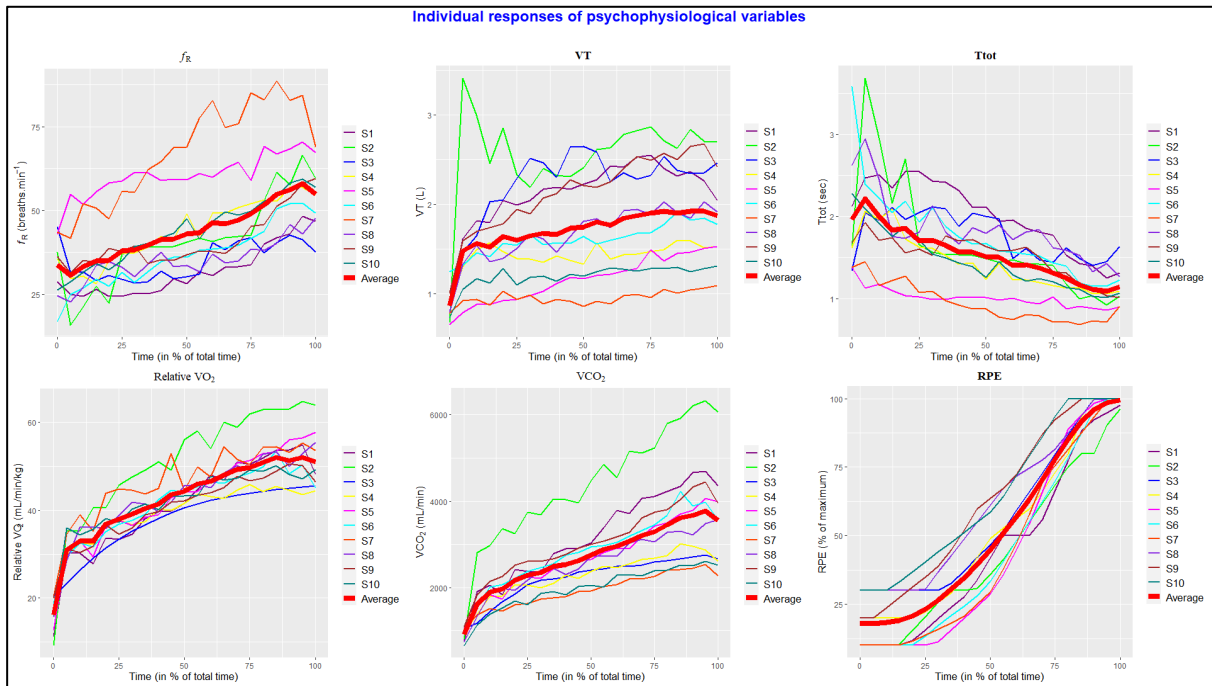 Individual responses of psychophysiological variables
fR
fR (breaths.min-1)
75
50
25
0
25
50
75
100
Time (in % of total time)
S1
S2
S3
S4
S5
S6
S7
S8
S9
S10
Average
VT
VT (L)
3
2
1
0
25
50
75
100
Time (in % of total time)
S1
S2
S3
S4
S5
S6
S7
S8
S9
S10
Average
Ttot
Ttot (sec)
3
2
1
0
25
50
75
100
Time (in % of total time)
S1
S2
S3
S4
S5
S6
S7
S8
S9
S10
Average
Relative VO2
Relative VO2 (mL/min/kg)
60
40
20
0
25
50
75
100
Time (in % of total time)
S1
S2
S3
S4
S5
S6
S7
S8
S9
S10
Average
VCO2
VCO2 (mL/min)
6000
4000
2000
0
25
50
75
100
Time (in % of total time)
S1
S2
S3
S4
S5
S6
S7
S8
S9
S10
Average
RPE
RPE (% of maximum)
100
75
50
25
0
25
50
75
100
Time (in % of total time)
S1
S2
S3
S4
S5
S6
S7
S8
S9
S10
Average